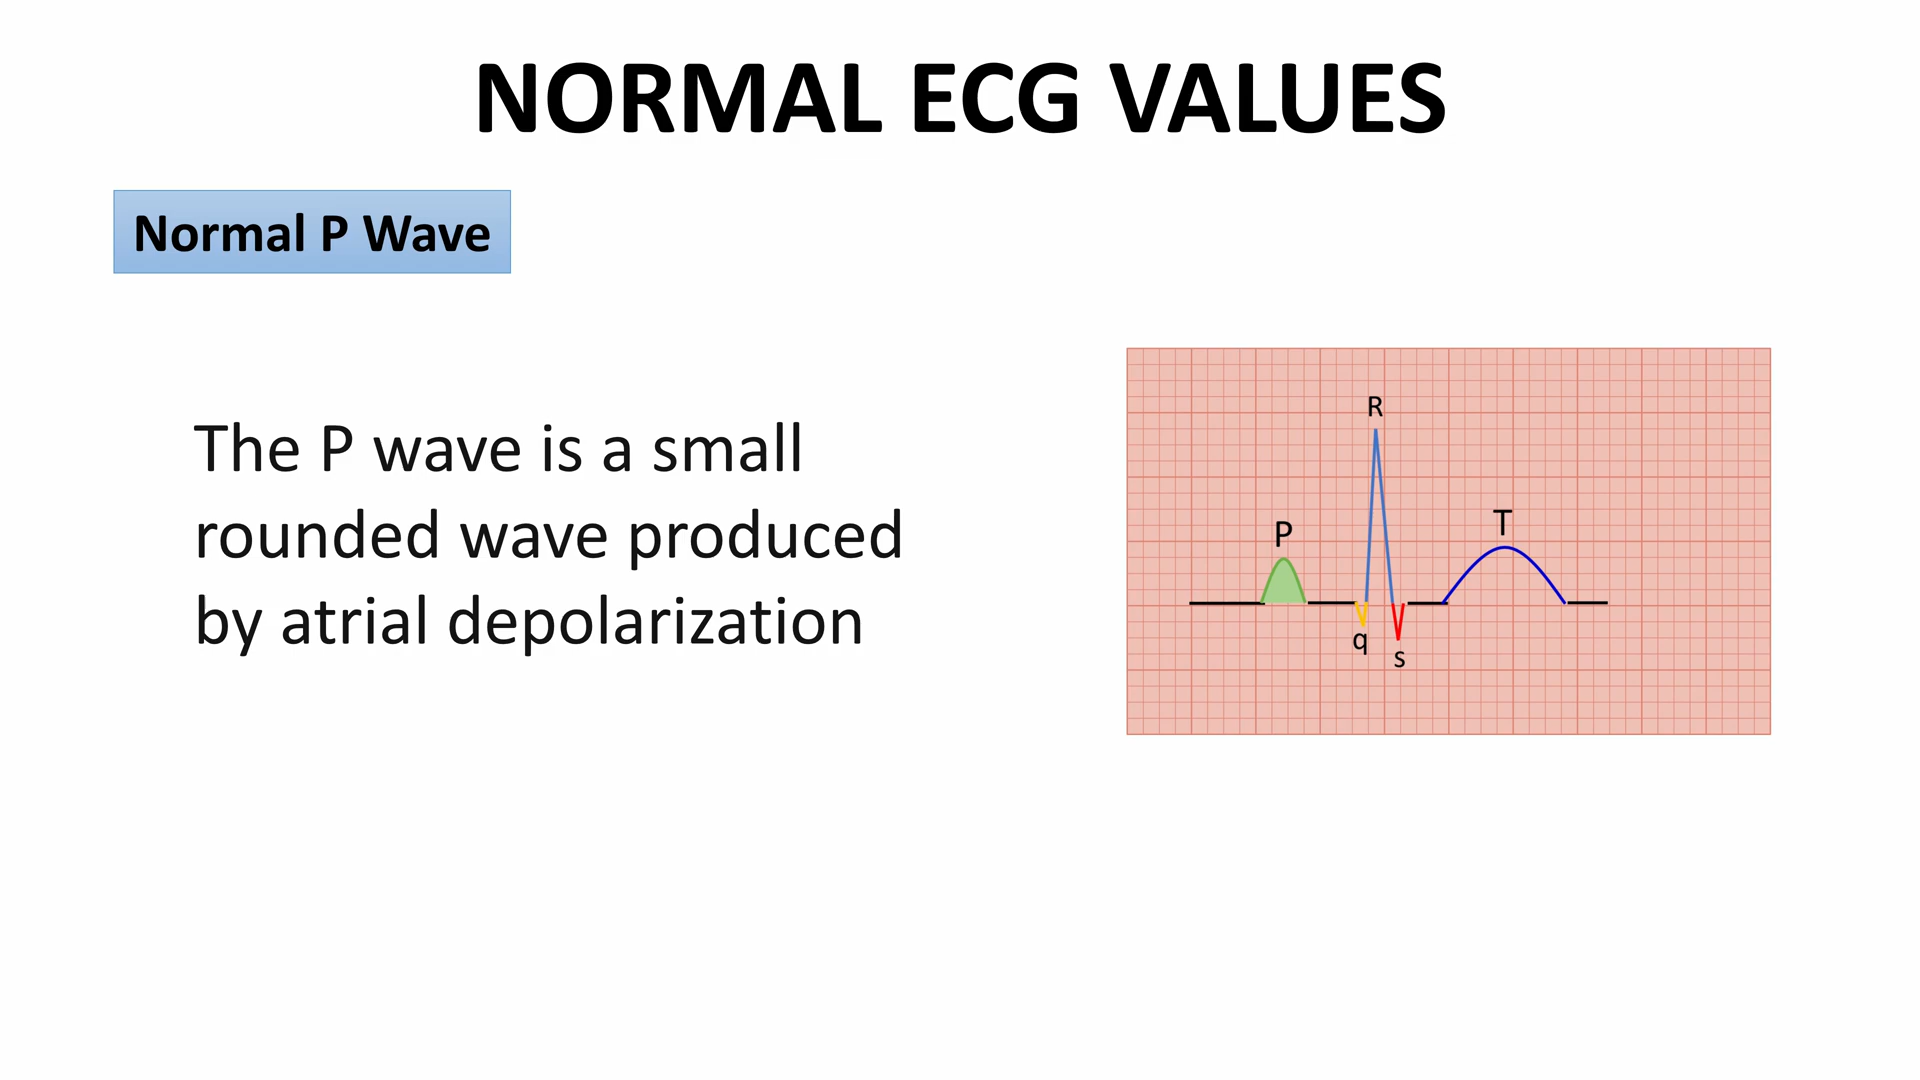 NORMAL ECG VALUES
Normal P Wave
The P wave is a small
rounded wave produced
by atrial depolarization
R
P
T
q
s